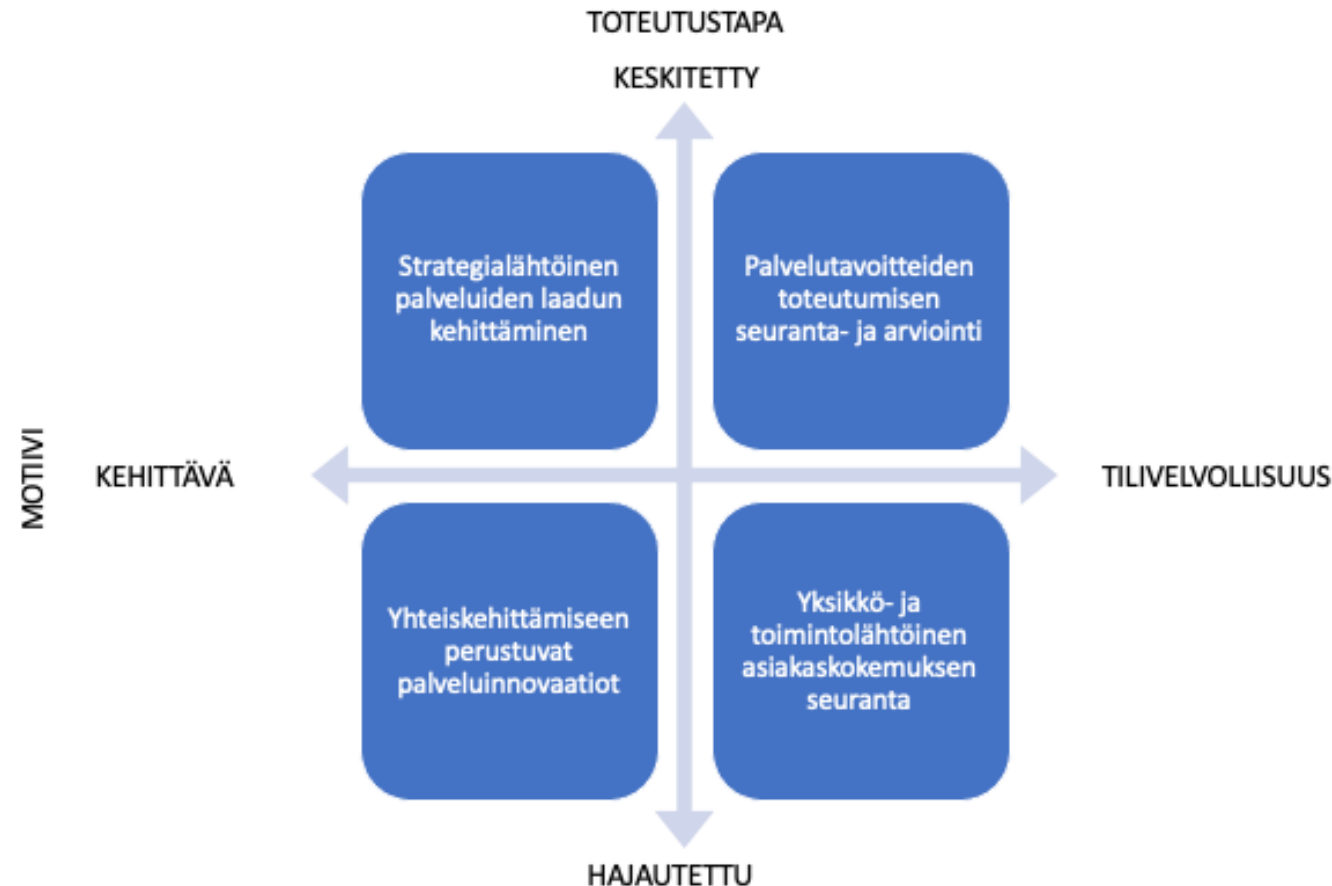 TOTEUTUSTAPA
KESKITETTY
Strategialähtöinen
palveluiden laadun
kehittäminen
Palvelutavoitteiden
toteutumisen
seuranta- ja arviointi
MOTIIVI
KEHITTÄVÄ
TILIVELVOLLISUUS
Yhteiskehittämiseen
perustuvat
palveluinnovaatiot
Yksikkö- ja
toimintolähtöinen
asiakaskokemuksen
seuranta
HAJAUTETTU